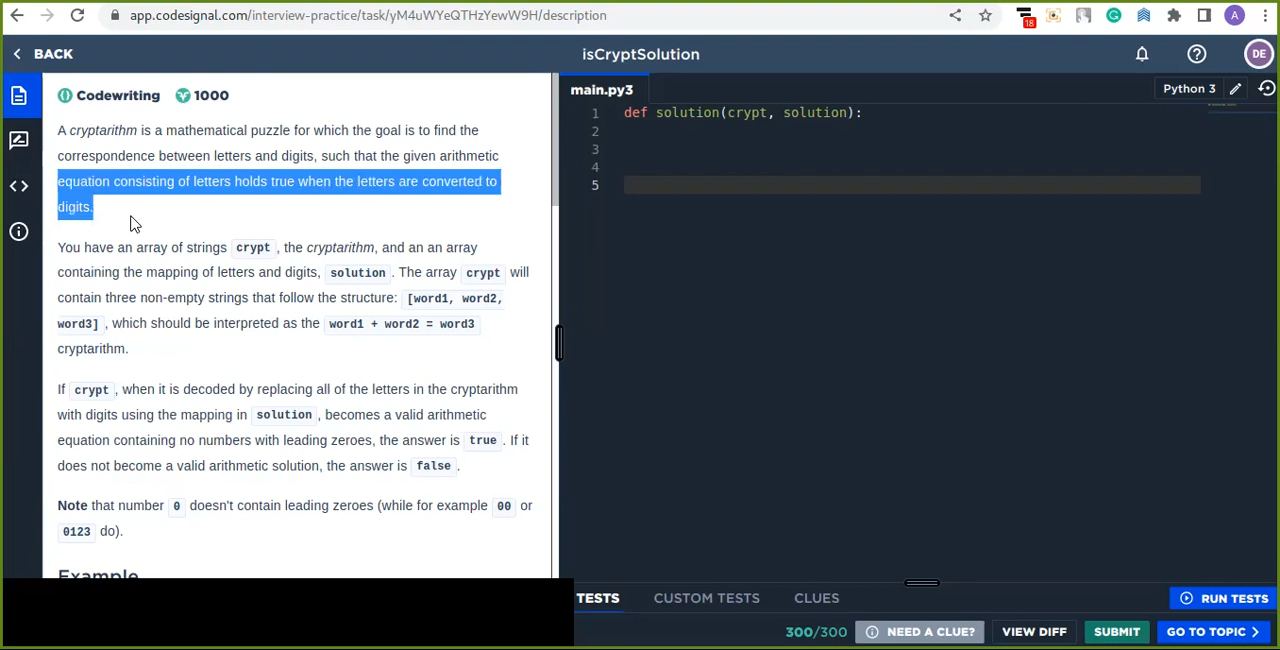 app.codesignal.com/interview-practice/task/yM4uWYeQTHzYewW9H/description
18
G
A
BACK
isCryptSolution
DE
Codewriting 1000
A cryptarithm is a mathematical puzzle for which the goal is to find the
correspondence between letters and digits, such that the given arithmetic
equation consisting of letters holds true when the letters are converted to
digits.
You have an array of strings crypt , the cryptarithm, and an an array
containing the mapping of letters and digits, solution . The array crypt will
contain three non-empty strings that follow the structure: [word1, word2,
word3] , which should be interpreted as the word1 + word2 = word3
cryptarithm.
If crypt , when it is decoded by replacing all of the letters in the cryptarithm
with digits using the mapping in solution , becomes a valid arithmetic
equation containing no numbers with leading zeroes, the answer is true . If it
does not become a valid arithmetic solution, the answer is false .
Note that number 0 doesn't contain leading zeroes (while for example 00 or
0123 do).
Example
main.py3
Python 3
1 def solution(crypt, solution):
2
3
4
5
TESTS CUSTOM TESTS CLUES
RUN TESTS
300/300 NEED A CLUE? VIEW DIFF SUBMIT GO TO TOPIC